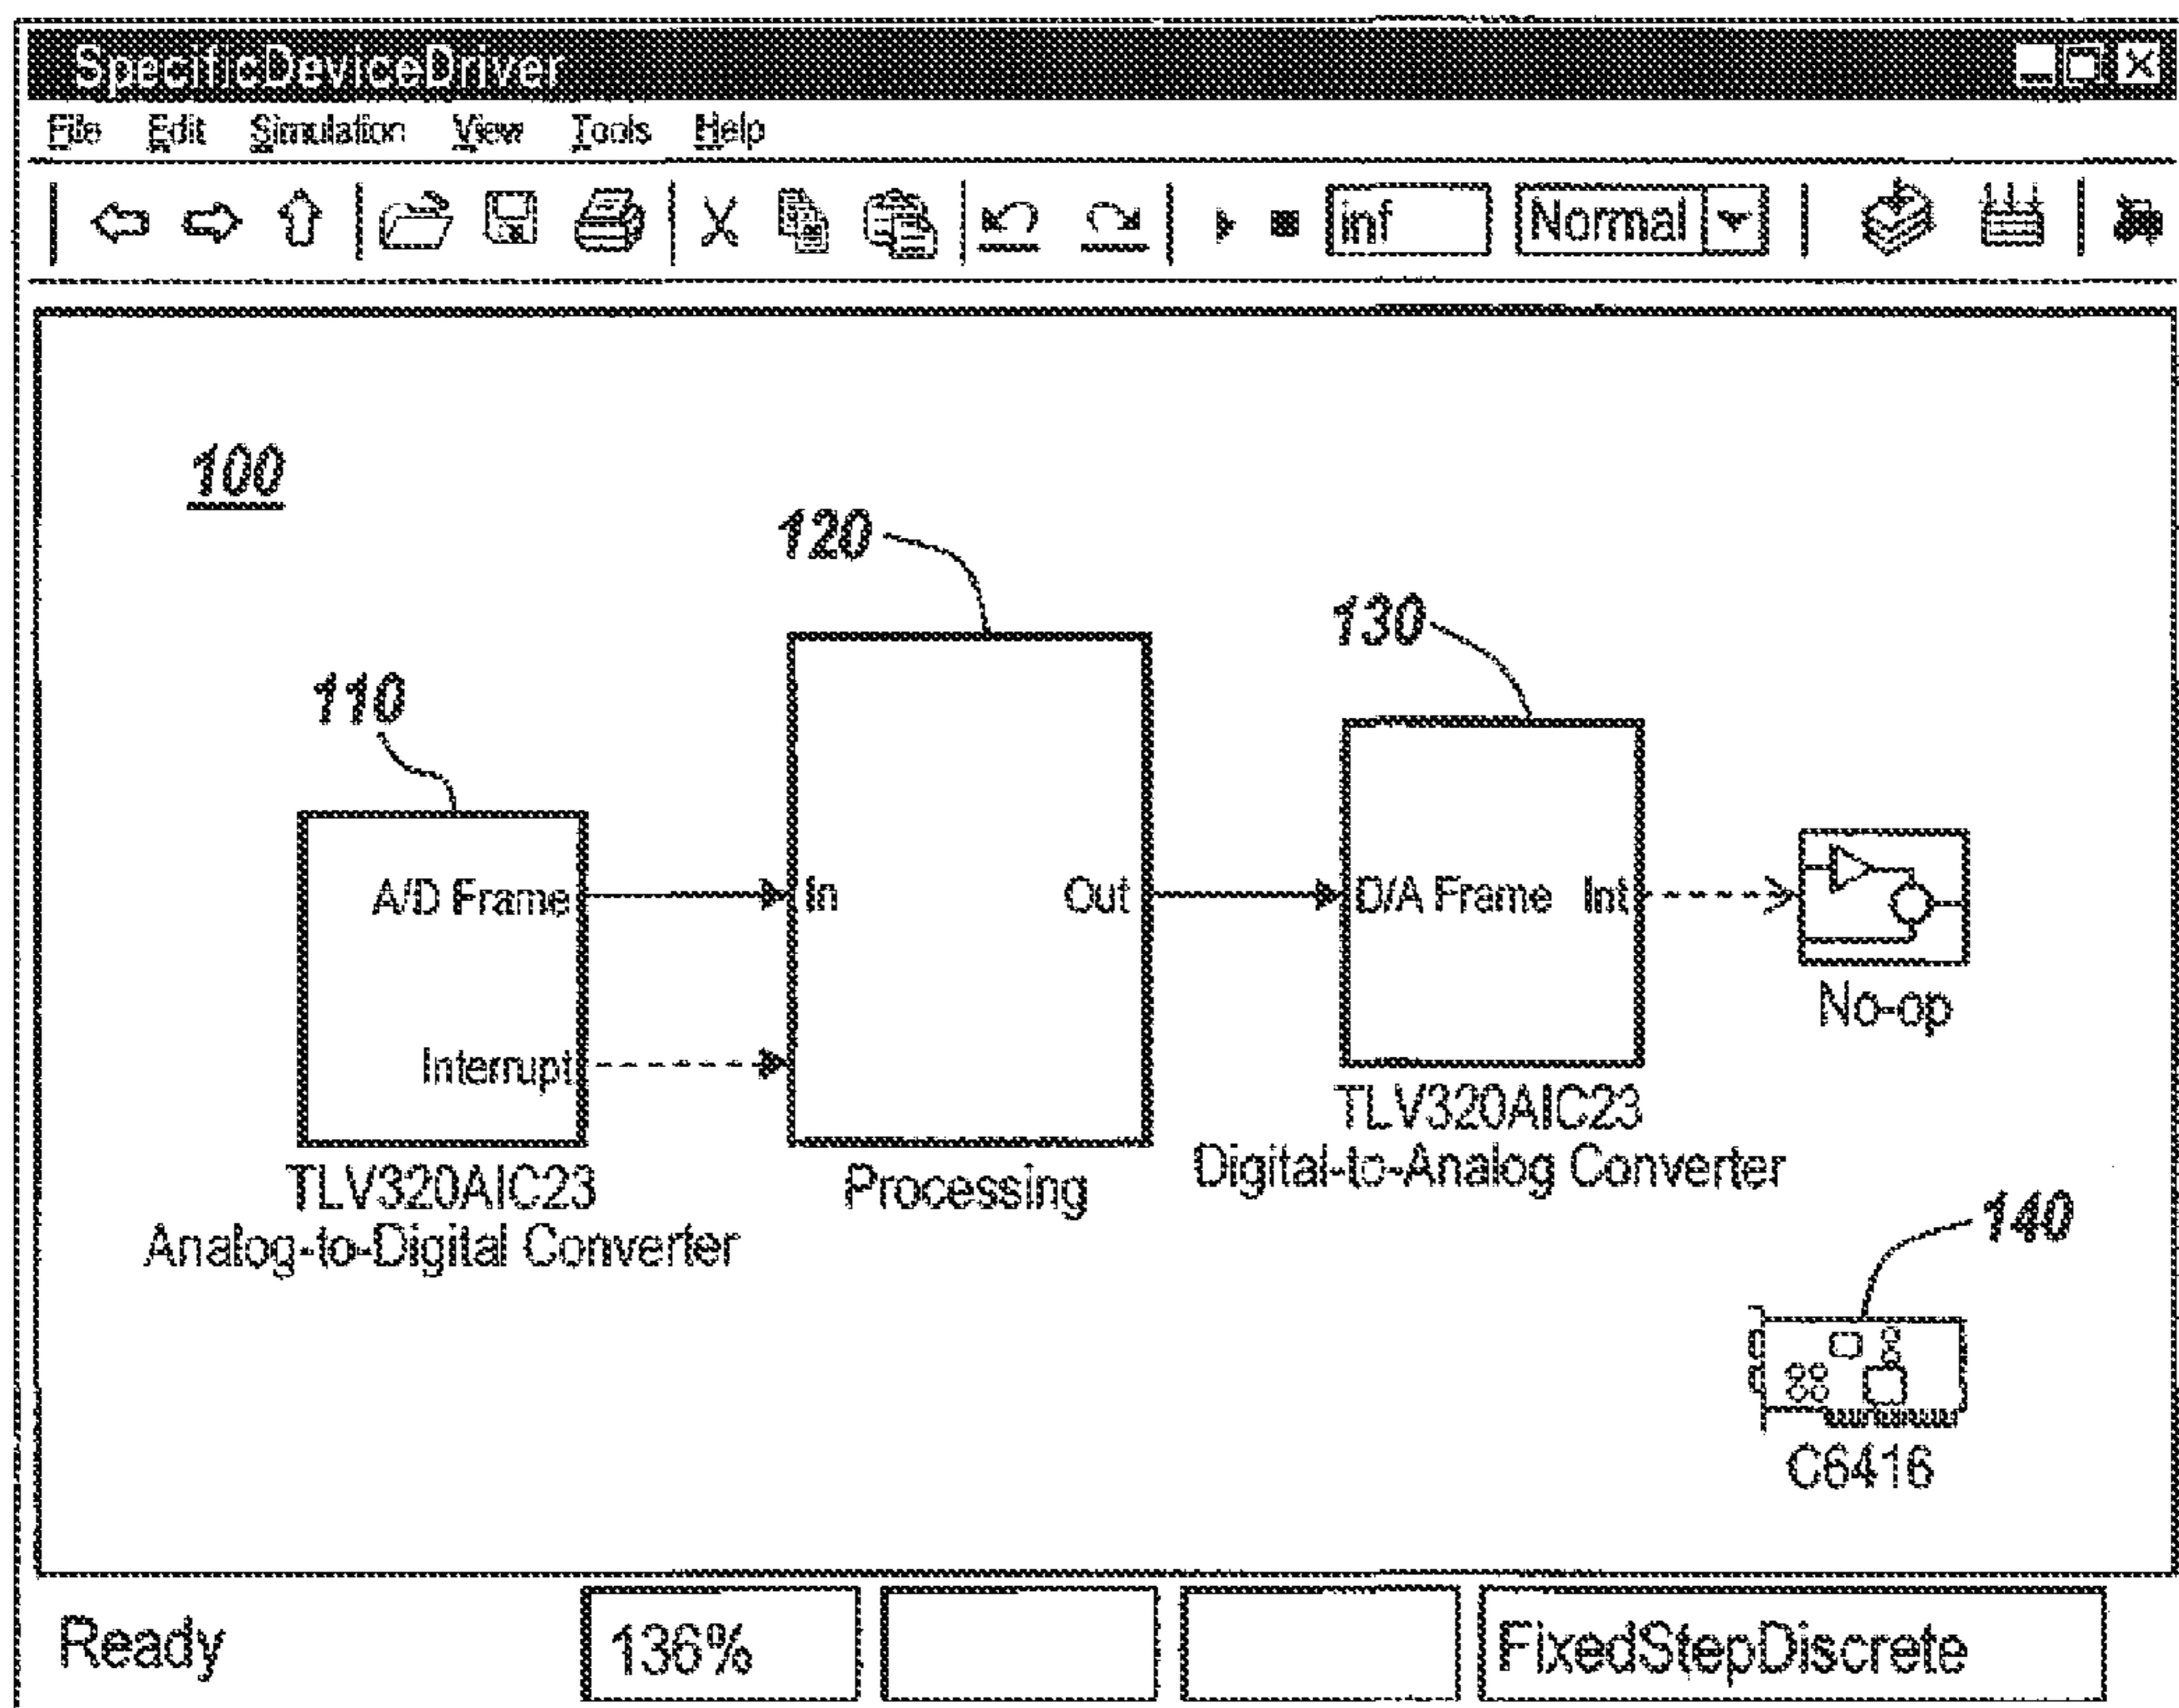 SpecificDeviceDriver
File Edit Simulation View Tools Help
inf Normal
100
120
130
110
A/D Frame In Out D/A Frame Int
No-op
Interrupt
TLV320AIC23
Digital-to-Analog Converter
TLV320AIC23
Analog-to-Digital Converter
Processing
140
C6416
Ready 136% FixedStepDiscrete